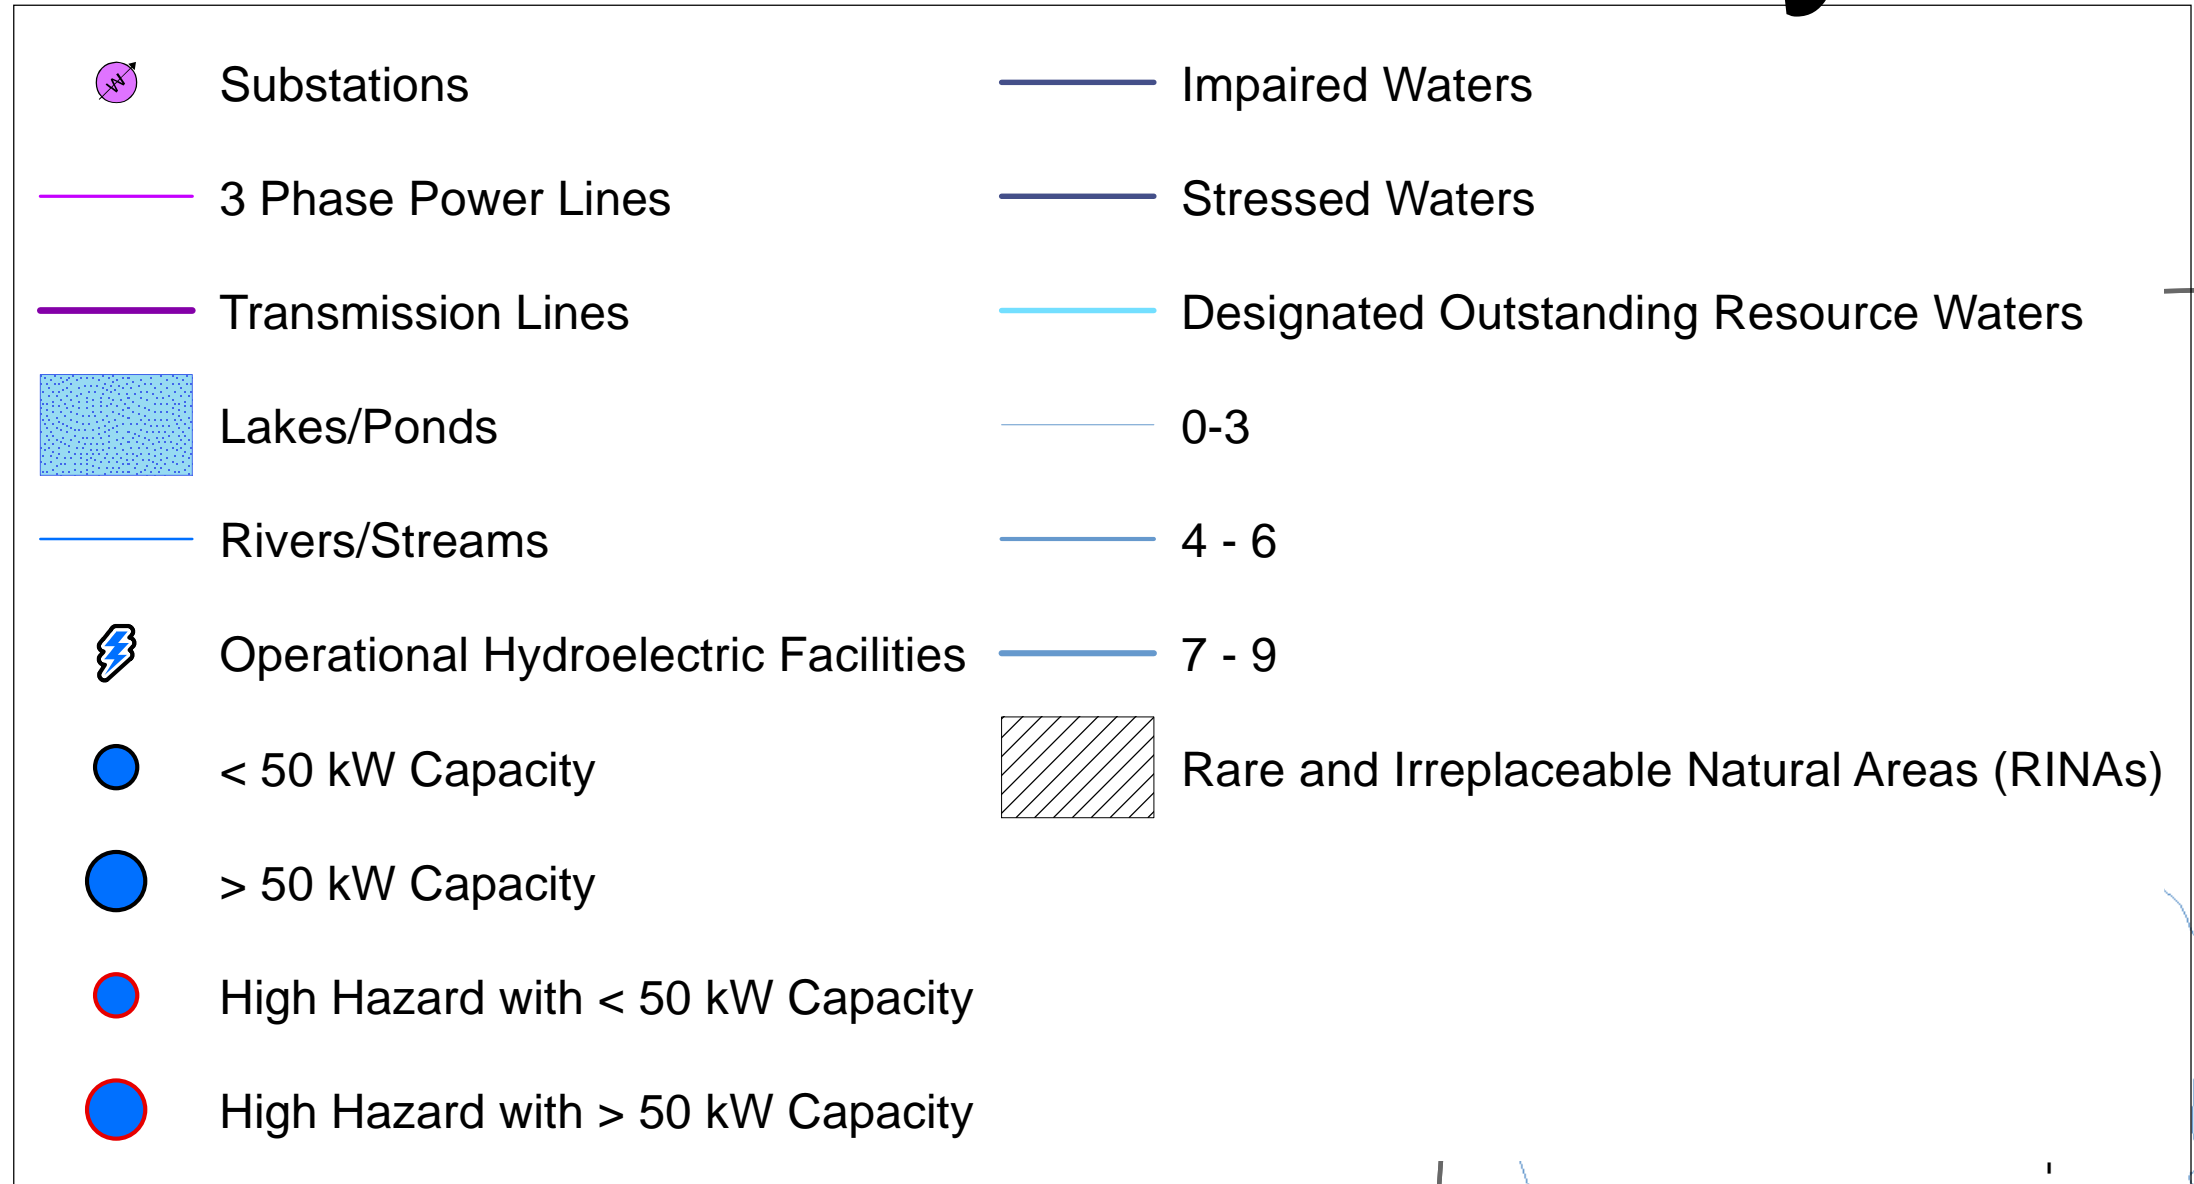 Substations
3 Phase Power Lines
Transmission Lines
Lakes/Ponds
Rivers/Streams
Operational Hydroelectric Facilities
< 50 kW Capacity
> 50 kW Capacity
High Hazard with < 50 kW Capacity
High Hazard with > 50 kW Capacity
Impaired Waters
Stressed Waters
Designated Outstanding Resource Waters
0-3
4 - 6
7 - 9
Rare and Irreplaceable Natural Areas (RINAs)